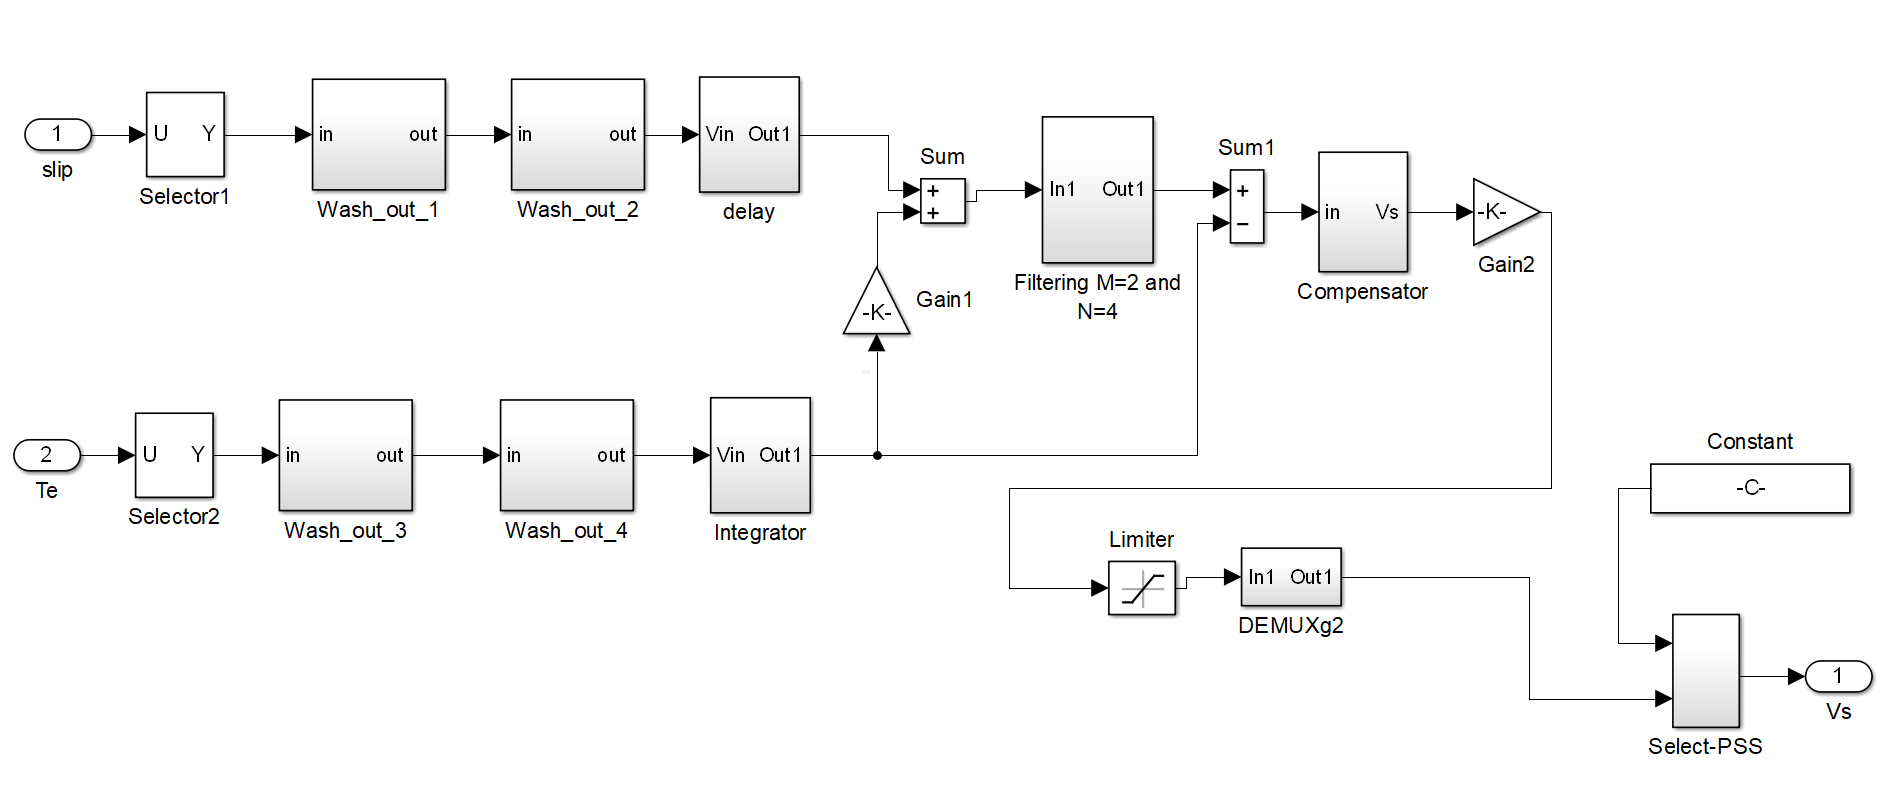 1
slip
U Y
Selector1
in out
Wash_out_1
in out
Wash_out_2
Vin Out1
delay
Sum
+
+
-K-
Gain1
In1 Out1
Filtering M=2 and
N=4
Sum1
+
−
in Vs
Compensator
-K-
Gain2
2
Te
U Y
Selector2
in out
Wash_out_3
in out
Wash_out_4
Vin Out1
Integrator
Limiter
In1 Out1
DEMUXg2
Constant
-C-
Select-PSS
1
Vs